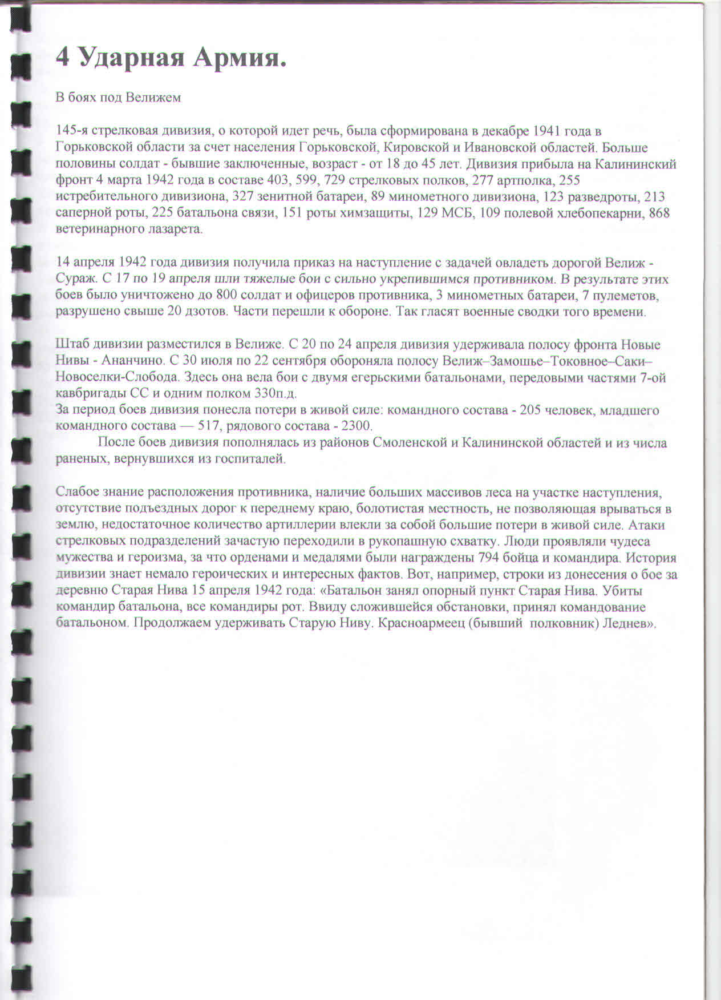 4 Ударная Армия.
В боях под Велижем
145-я стрелковая дивизия, о которой идет речь, была сформирована в декабре 1941 года в
Горьковской области за счет населения Горьковской, Кировской и Ивановской областей. Больше
половины солдат - бывшие заключенные, возраст - от 18 до 45 лет. Дивизия прибыла на Калининский
фронт 4 марта 1942 года в составе 403, 599, 729 стрелковых полков, 277 артполка, 255
истребительного дивизиона, 327 зенитной батареи, 89 минометного дивизиона, 123 разведроты, 213
саперной роты, 225 батальона связи, 151 роты химзащиты, 129 МСБ, 109 полевой хлебопекарни, 868
ветеринарного лазарета.
14 апреля 1942 года дивизия получила приказ на наступление с задачей овладеть дорогой Велиж -
Сураж. С 17 по 19 апреля шли тяжелые бои с сильно укрепившимся противником. В результате этих
боев было уничтожено до 800 солдат и офицеров противника, 3 минометных батареи, 7 пулеметов,
разрушено свыше 20 дзотов. Части перешли к обороне. Так гласят военные сводки того времени.
Штаб дивизии разместился в Велиже. С 20 по 24 апреля дивизия удерживала полосу фронта Новые
Нивы - Ананчино. С 30 июля по 22 сентября обороняла полосу Велиж–Замошье–Токовное–Саки–
Новоселки-Слобода. Здесь она вела бои с двумя егерьскими батальонами, передовыми частями 7-ой
кавбригады СС и одним полком 330п.д.
За период боев дивизия понесла потери в живой силе: командного состава - 205 человек, младшего
командного состава — 517, рядового состава - 2300.
После боев дивизия пополнялась из районов Смоленской и Калининской областей и из числа
раненых, вернувшихся из госпиталей.
Слабое знание расположения противника, наличие больших массивов леса на участке наступления,
отсутствие подъездных дорог к переднему краю, болотистая местность, не позволяющая врываться в
землю, недостаточное количество артиллерии влекли за собой большие потери в живой силе. Атаки
стрелковых подразделений зачастую переходили в рукопашную схватку. Люди проявляли чудеса
мужества и героизма, за что орденами и медалями были награждены 794 бойца и командира. История
дивизии знает немало героических и интересных фактов. Вот, например, строки из донесения о бое за
деревню Старая Нива 15 апреля 1942 года: «Батальон занял опорный пункт Старая Нива. Убиты
командир батальона, все командиры рот. Ввиду сложившейся обстановки, принял командование
батальоном. Продолжаем удерживать Старую Ниву. Красноармеец (бывший  полковник) Леднев».